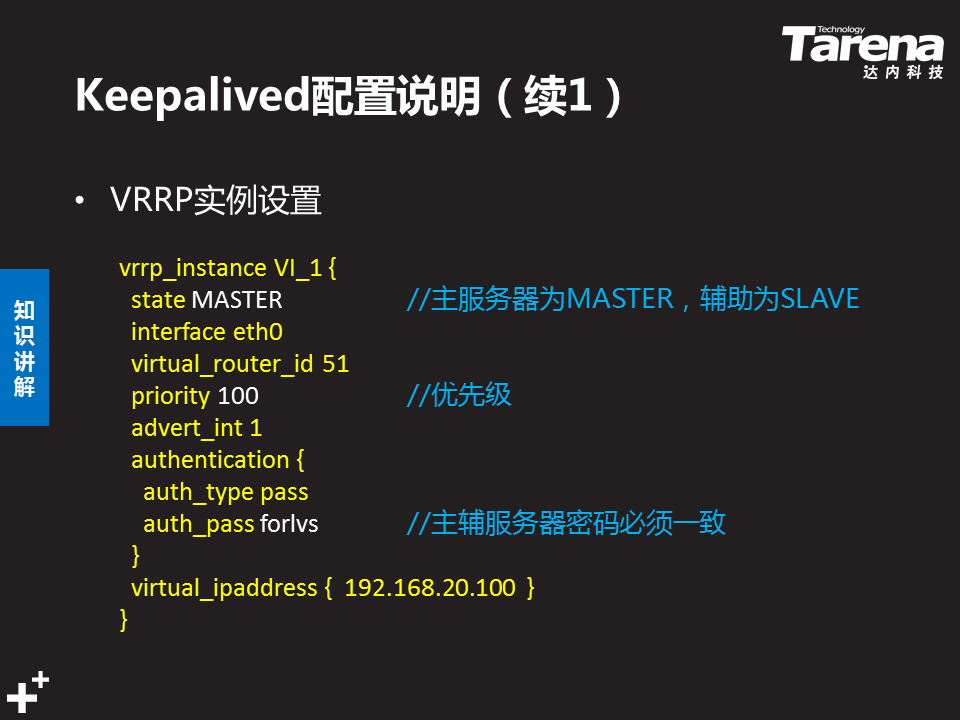 Technology
Tarena
达内科技
Keepalived配置说明（续1）
• VRRP实例设置
vrrp_instance VI_1 {
state MASTER //主服务器为MASTER，辅助为SLAVE
interface eth0
virtual_router_id 51
priority 100 //优先级
advert_int 1
authentication {
auth_type pass
auth_pass forlvs //主辅服务器密码必须一致
}
virtual_ipaddress { 192.168.20.100 }
}
知识讲解